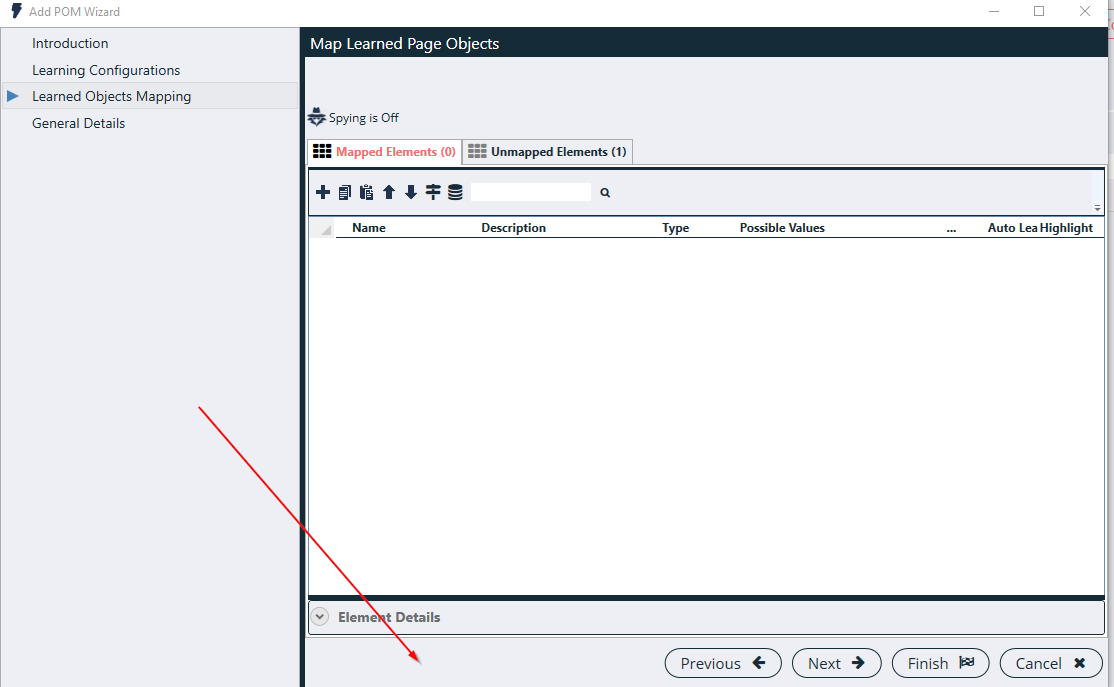 Add POM Wizard
Introduction
Learning Configurations
Learned Objects Mapping
General Details
Map Learned Page Objects
Spying is Off
Mapped Elements (0) Unmapped Elements (1)
Name Description Type Possible Values ... Auto Lea Highlight
Element Details
Previous Next Finish Cancel